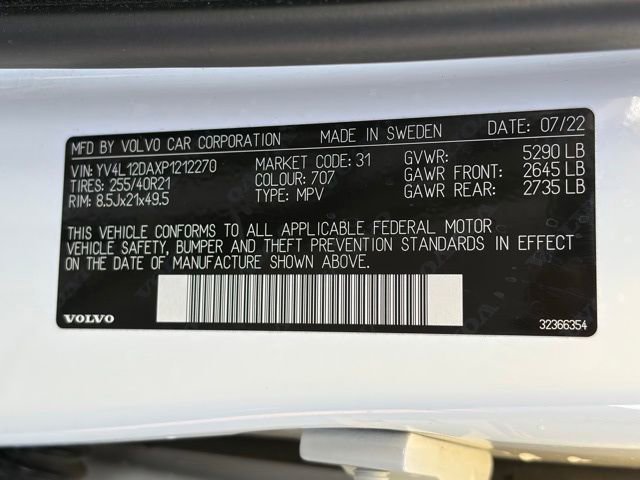 MFD BY VOLVO CAR CORPORATION MADE IN SWEDEN DATE: 07/22
VIN: YV4L12DAXP1212270 MARKET CODE: 31 GVWR: 5290 LB
TIRES: 255/40R21 COLOUR: 707 GAWR FRONT: 2645 LB
RIM: 8.5Jx21x49.5 TYPE: MPV GAWR REAR: 2735 LB
THIS VEHICLE CONFORMS TO ALL APPLICABLE FEDERAL MOTOR
VEHICLE SAFETY, BUMPER AND THEFT PREVENTION STANDARDS IN EFFECT
ON THE DATE OF MANUFACTURE SHOWN ABOVE.
VOLVO 32366354